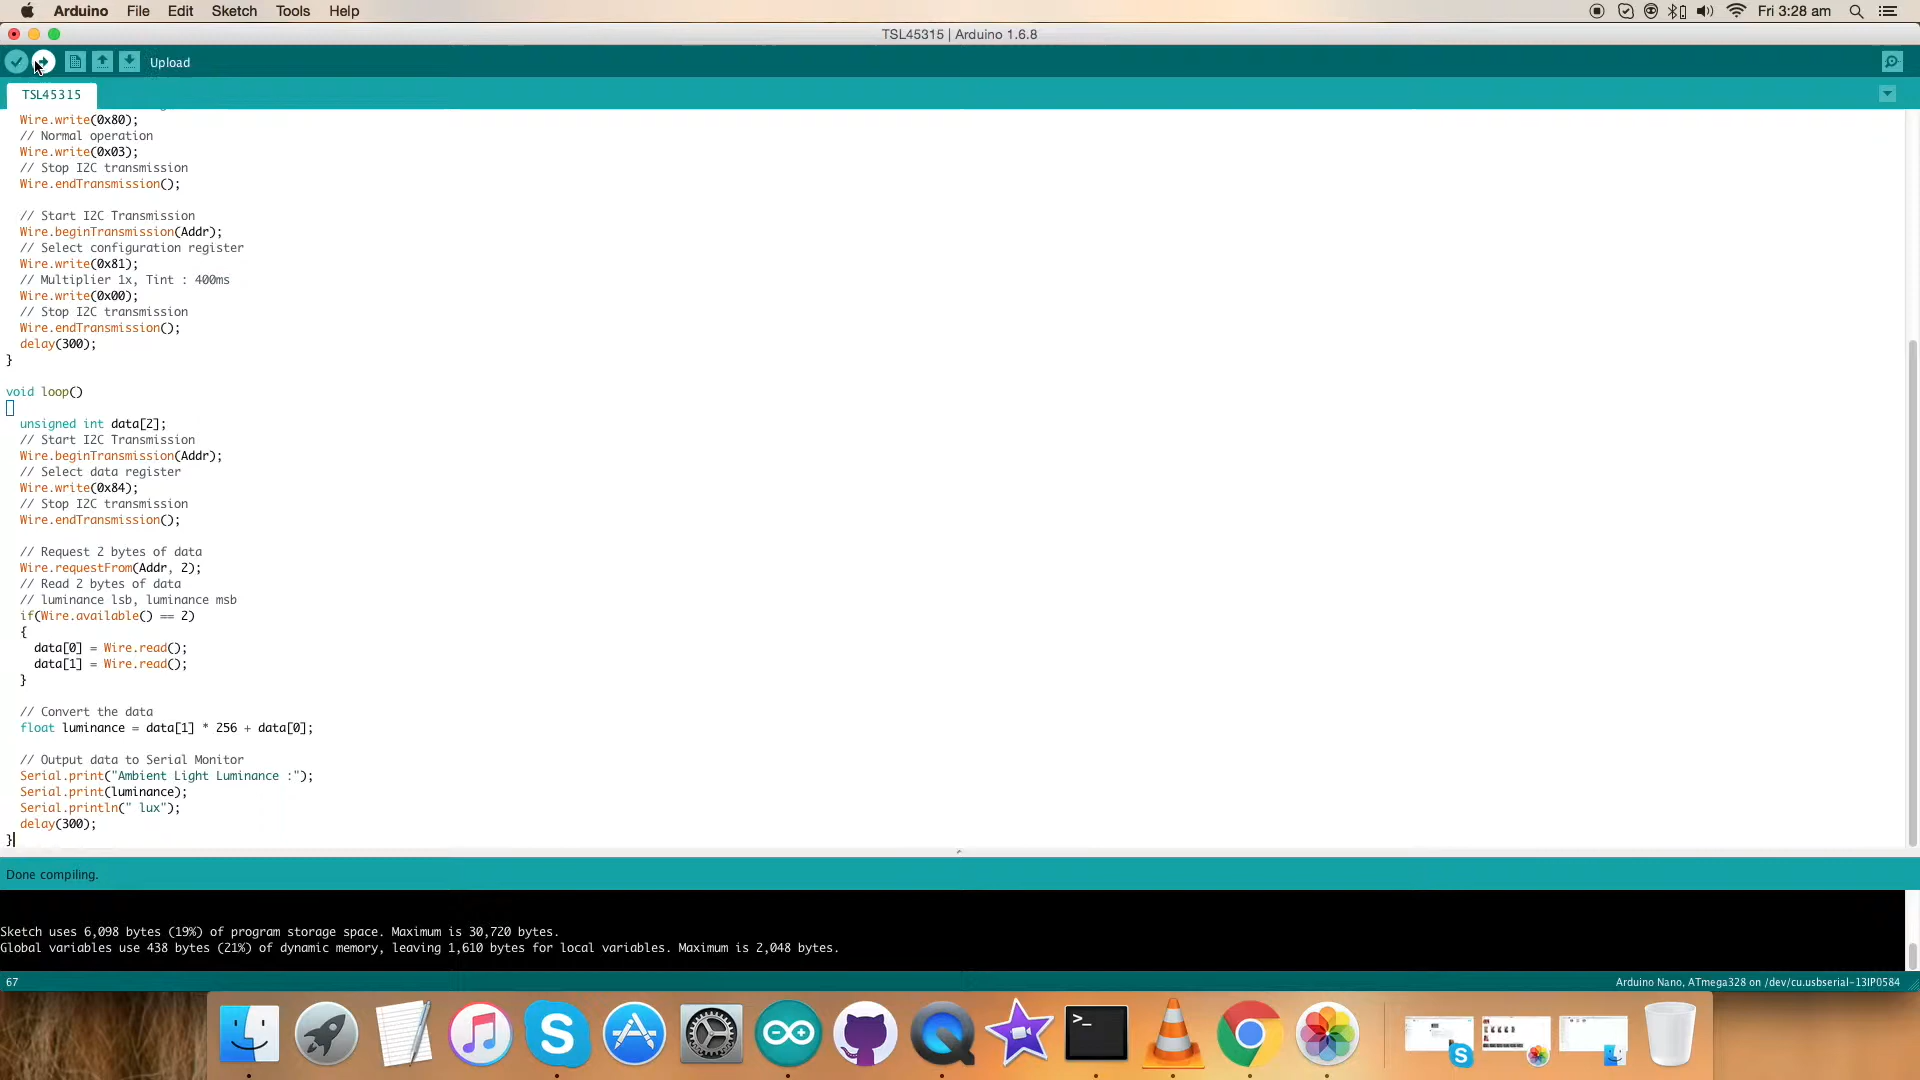 Arduino File Edit Sketch Tools Help Fri 3:28 am
TSL45315 | Arduino 1.6.8
Upload
TSL45315
Wire.write(0x80);
// Normal operation
Wire.write(0x03);
// Stop I2C transmission
Wire.endTransmission();
// Start I2C Transmission
Wire.beginTransmission(Addr);
// Select configuration register
Wire.write(0x81);
// Multiplier 1x, Tint : 400ms
Wire.write(0x00);
// Stop I2C transmission
Wire.endTransmission();
delay(300);
}
void loop()
unsigned int data[2];
// Start I2C Transmission
Wire.beginTransmission(Addr);
// Select data register
Wire.write(0x84);
// Stop I2C transmission
Wire.endTransmission();
// Request 2 bytes of data
Wire.requestFrom(Addr, 2);
// Read 2 bytes of data
// luminance lsb, luminance msb
if(Wire.available() == 2)
{
data[0] = Wire.read();
data[1] = Wire.read();
}
// Convert the data
float luminance = data[1] * 256 + data[0];
// Output data to Serial Monitor
Serial.print("Ambient Light Luminance :");
Serial.print(luminance);
Serial.println(" lux");
delay(300);
}
Done compiling.
Sketch uses 6,098 bytes (19%) of program storage space. Maximum is 30,720 bytes.
Global variables use 438 bytes (21%) of dynamic memory, leaving 1,610 bytes for local variables. Maximum is 2,048 bytes.
67 Arduino Nano, ATmega328 on /dev/cu.usbserial-13IP0584